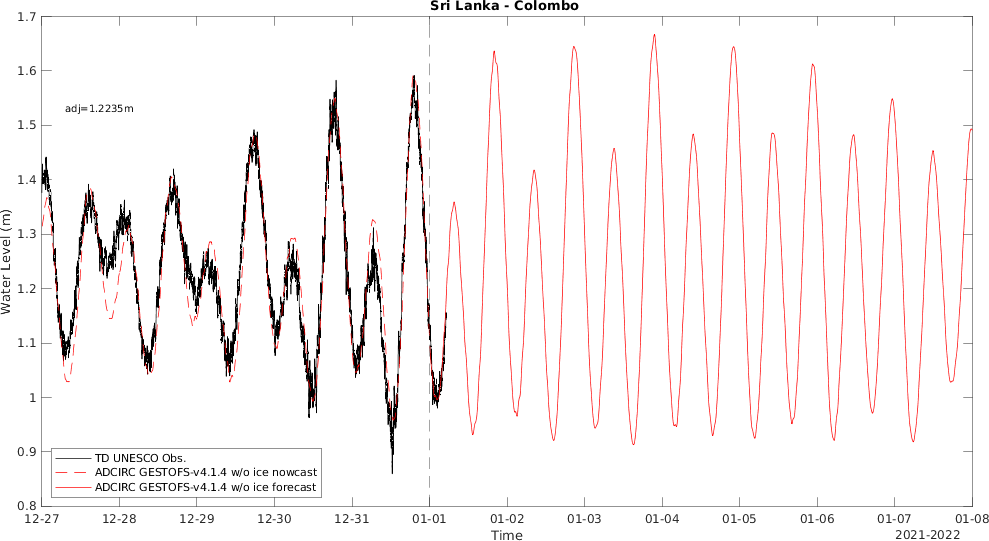 Sri Lanka - Colombo
1.7
1.6
1.5
1.4
1.3
1.2
1.1
1
0.9
0.8
Water Level (m)
adj=1.2235m
TD UNESCO Obs.
ADCIRC GESTOFS-v4.1.4 w/o ice nowcast
ADCIRC GESTOFS-v4.1.4 w/o ice forecast
12-27 12-28 12-29 12-30 12-31 01-01 01-02 01-03 01-04 01-05 01-06 01-07 01-08
Time
2021-2022